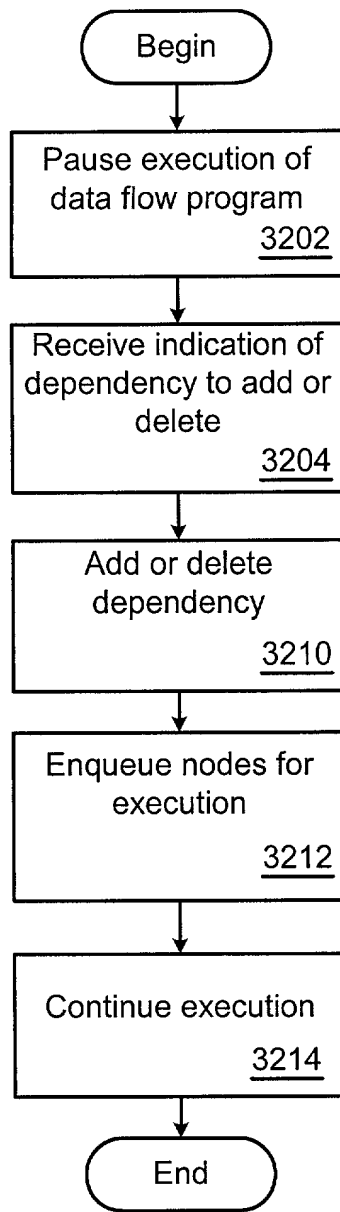 Begin
Pause execution of
data flow program
3202
Receive indication of
dependency to add or
delete
3204
Add or delete
dependency
3210
Enqueue nodes for
execution
3212
Continue execution
3214
End